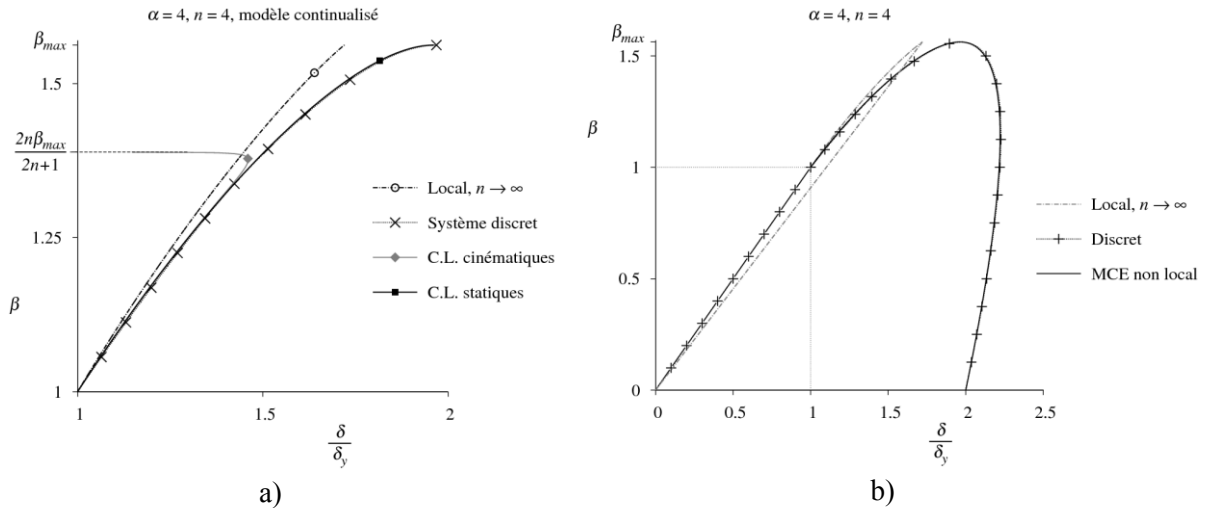 α = 4, n = 4, modèle continualisé
β_max
1.5
2nβ_max
2n+1
1.25
β
1
1
1.5
2
δ
δ_y
Local, n → ∞
Système discret
C.L. cinématiques
C.L. statiques
a)
α = 4, n = 4
β_max
1.5
β
1
0.5
0
0
0.5
1
1.5
2
2.5
δ
δ_y
Local, n → ∞
Discret
MCE non local
b)